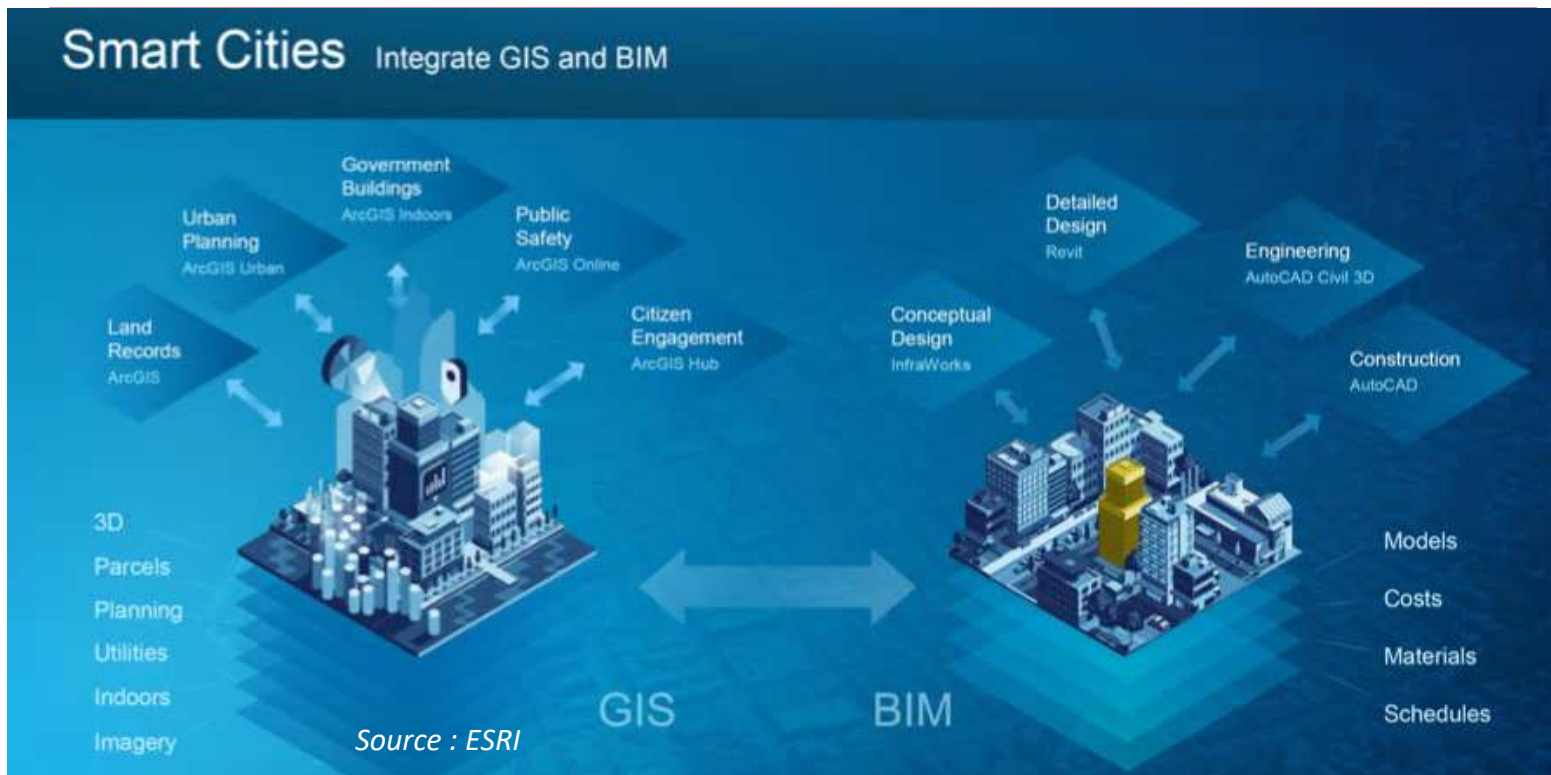 Smart Cities Integrate GIS and BIM
Government
Buildings
ArcGIS Indoors
Urban
Planning
ArcGIS Urban
Public
Safety
ArcGIS Online
Land
Records
ArcGIS
Citizen
Engagement
ArcGIS Hub
Detailed
Design
Revit
Engineering
AutoCAD Civil 3D
Conceptual
Design
InfraWorks
Construction
AutoCAD
3D
Parcels
Planning
Utilities
Indoors
Imagery
Source : ESRI
GIS
BIM
Models
Costs
Materials
Schedules